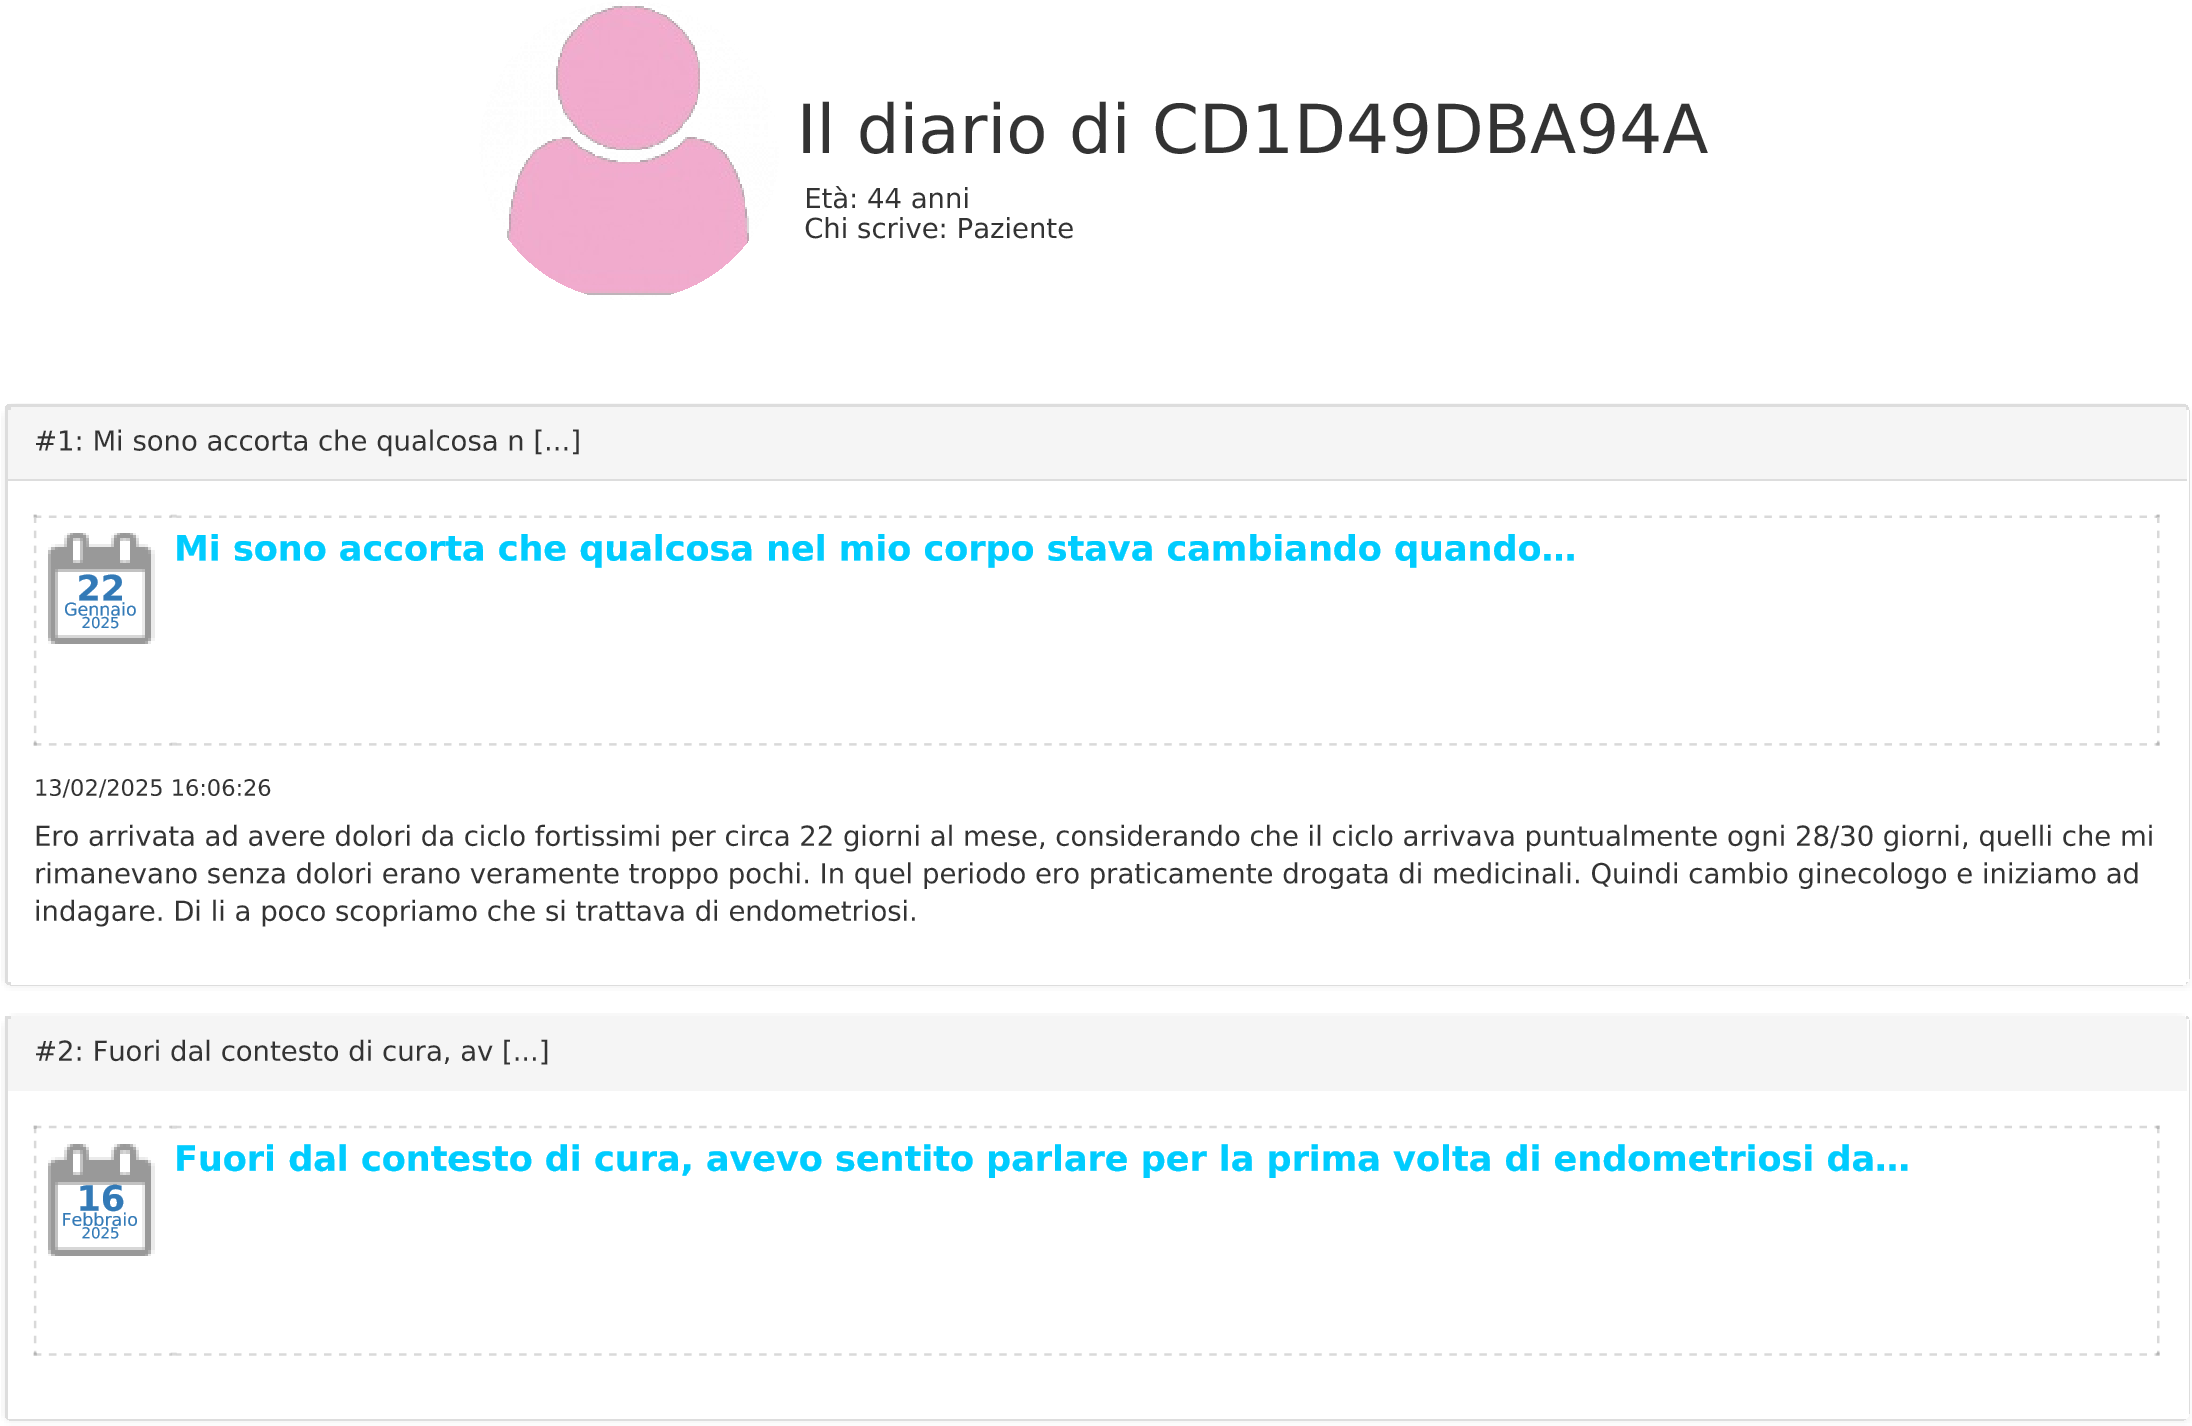 Il diario di CD1D49DBA94A
Età: 44 anni
Chi scrive: Paziente
#1: Mi sono accorta che qualcosa n [...]
22
Gennaio
2025
Mi sono accorta che qualcosa nel mio corpo stava cambiando quando...
13/02/2025 16:06:26
Ero arrivata ad avere dolori da ciclo fortissimi per circa 22 giorni al mese, considerando che il ciclo arrivava puntualmente ogni 28/30 giorni, quelli che mi
rimanevano senza dolori erano veramente troppo pochi. In quel periodo ero praticamente drogata di medicinali. Quindi cambio ginecologo e iniziamo ad
indagare. Di li a poco scopriamo che si trattava di endometriosi.
#2: Fuori dal contesto di cura, av [...]
16
Febbraio
2025
Fuori dal contesto di cura, avevo sentito parlare per la prima volta di endometriosi da...